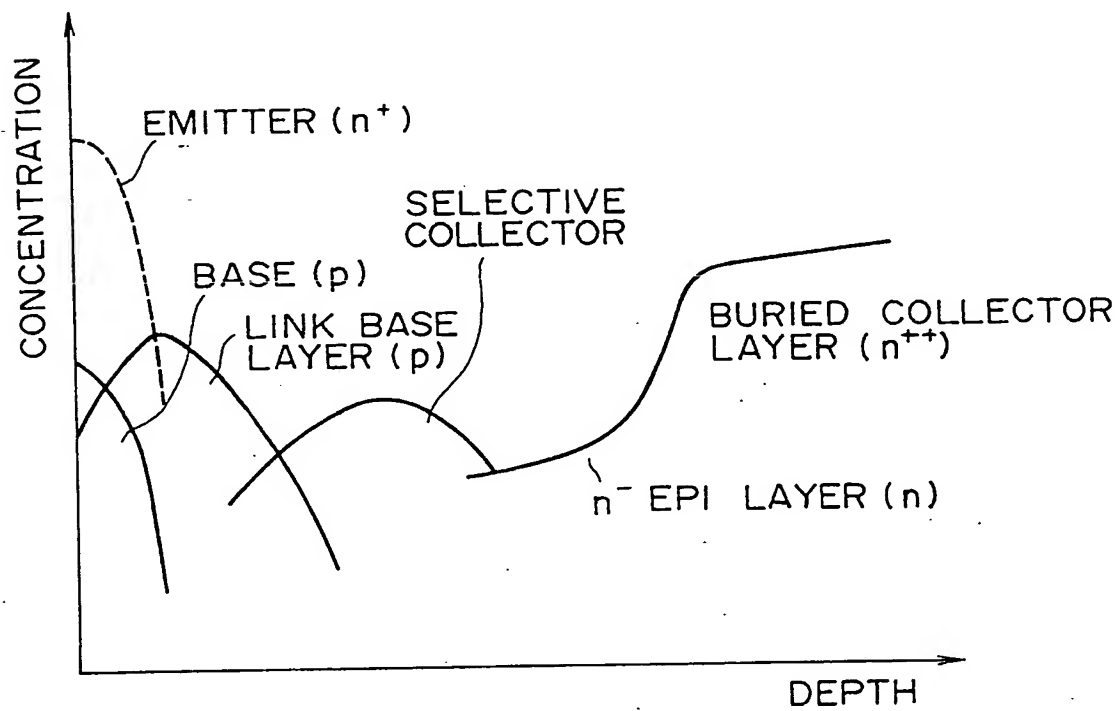 CONCENTRATION
EMITTER (n+)
SELECTIVE
COLLECTOR
BASE (p)
LINK BASE
LAYER (p)
BURIED COLLECTOR
LAYER (n++)
n− EPI LAYER (n)
DEPTH